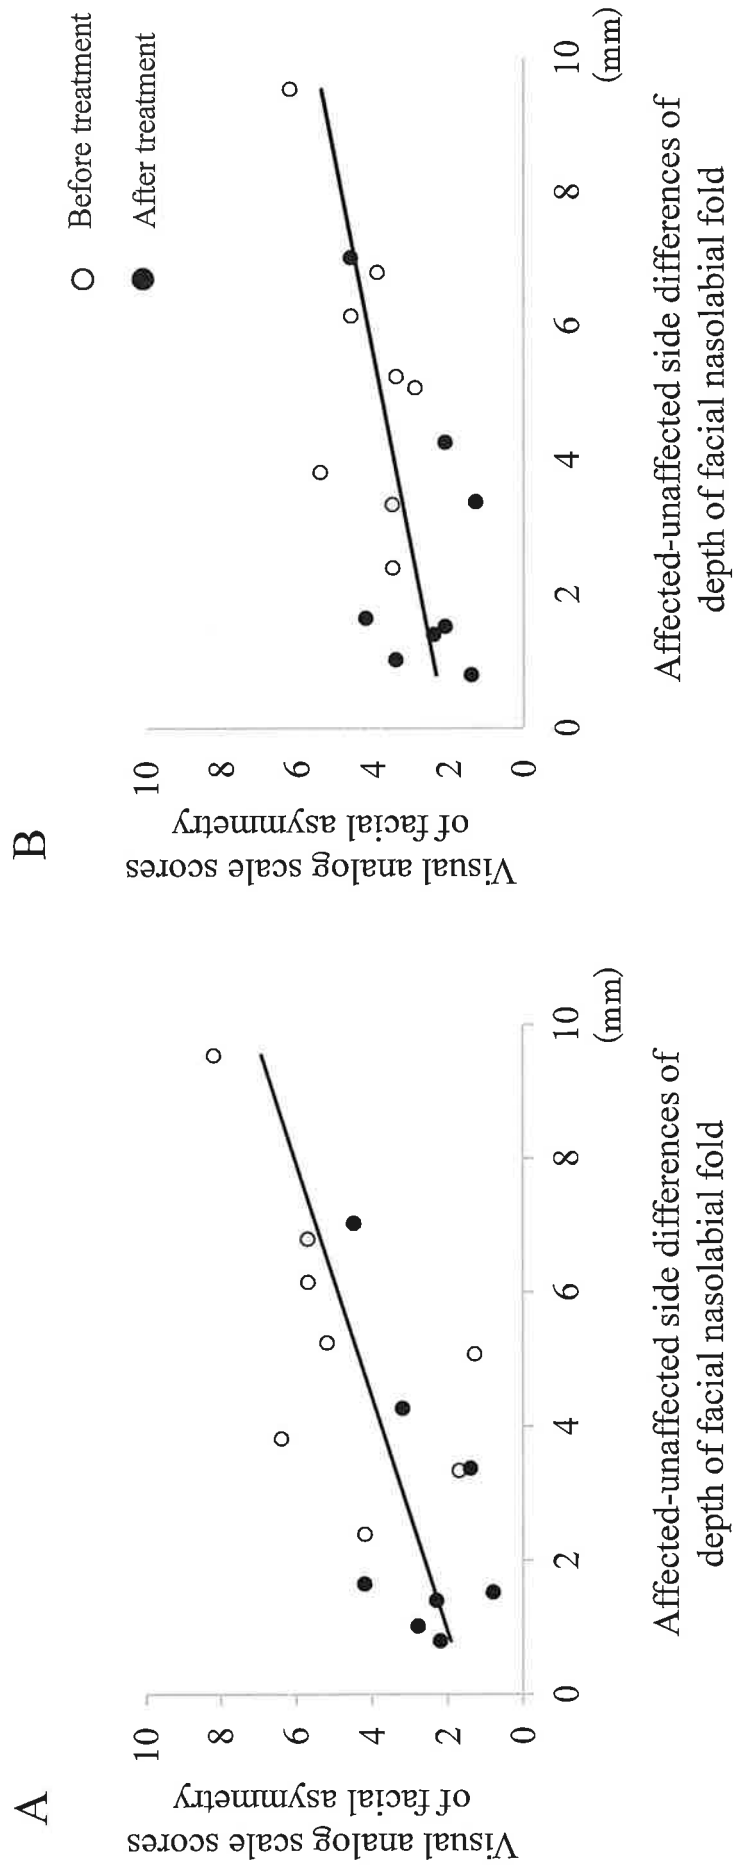 A
Visual analog scale scores
of facial asymmetry
10
8
6
4
2
0
0 2 4 6 8 10
(mm)
Affected-unaffected side differences of
depth of facial nasolabial fold
B
Visual analog scale scores
of facial asymmetry
10
8
6
4
2
0
0 2 4 6 8 10
(mm)
Affected-unaffected side differences of
depth of facial nasolabial fold
Before treatment
After treatment